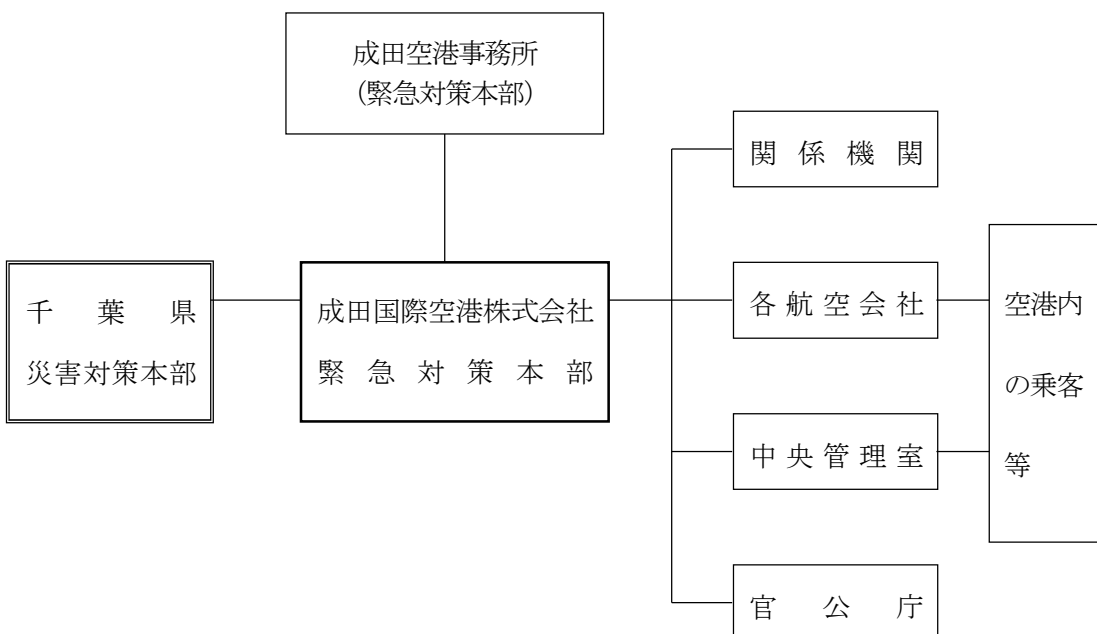 成田空港事務所
(緊急対策本部)
関係機関
千葉県
災害対策本部
成田国際空港株式会社
緊急対策本部
各航空会社
中央管理室
空港内
の乗客
等
官公庁